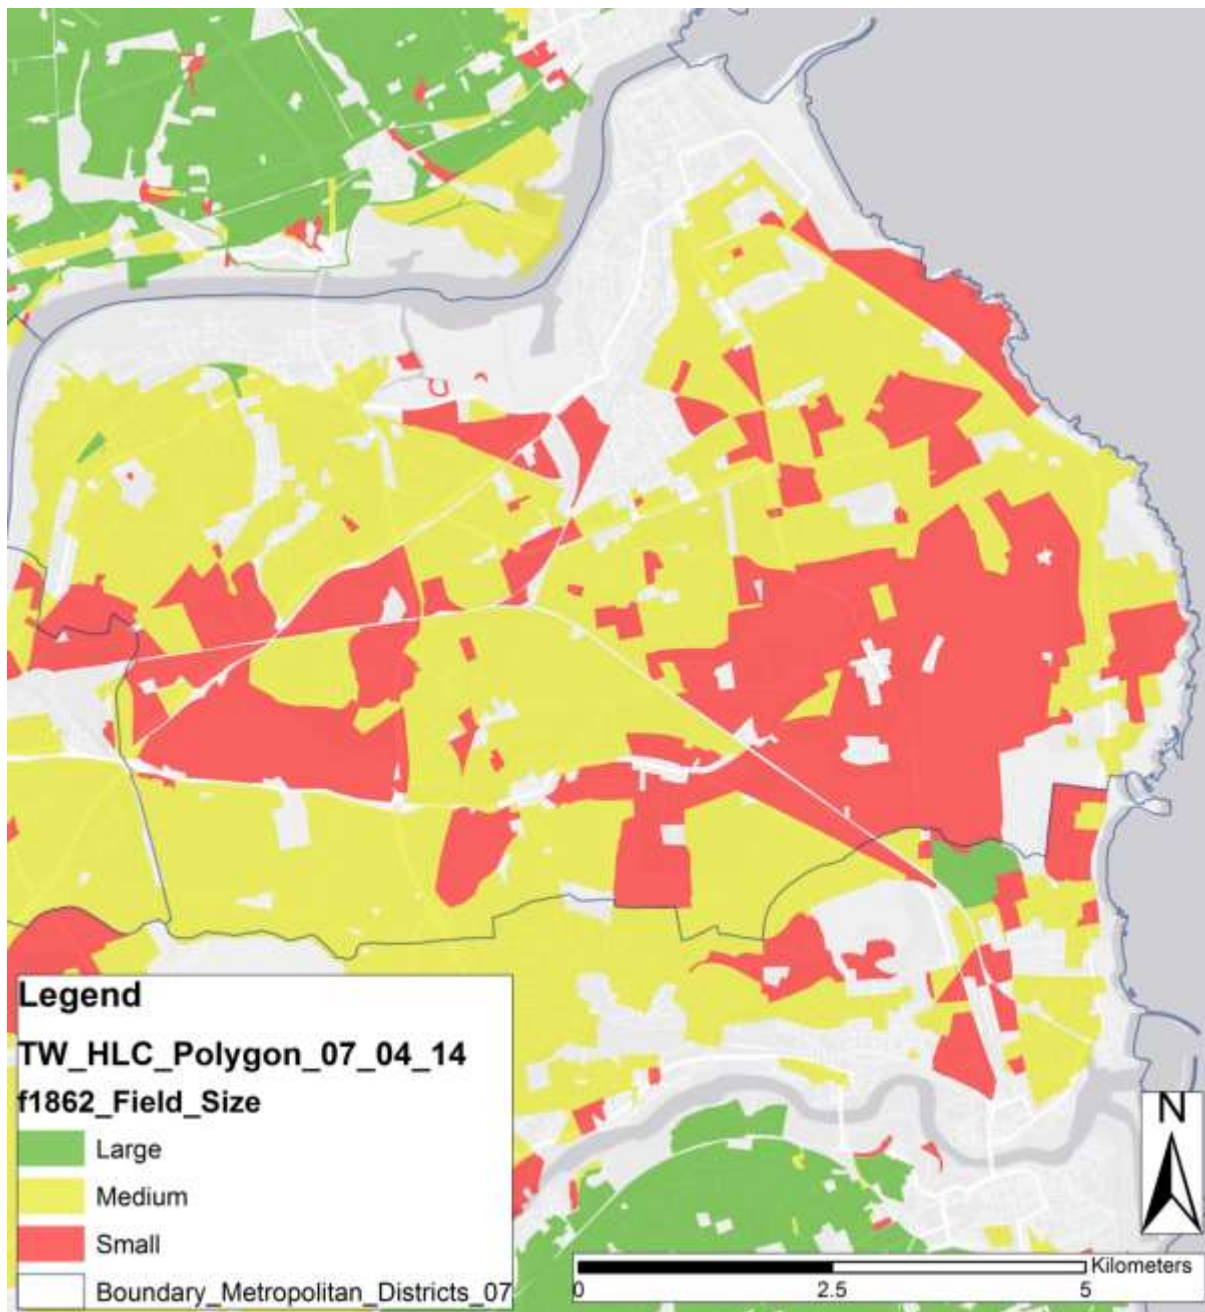 Legend
TW_HLC_Polygon_07_04_14
f1862_Field_Size
Large
Medium
Small
Boundary_Metropolitan_Districts_07
N
Kilometers
0 2.5 5